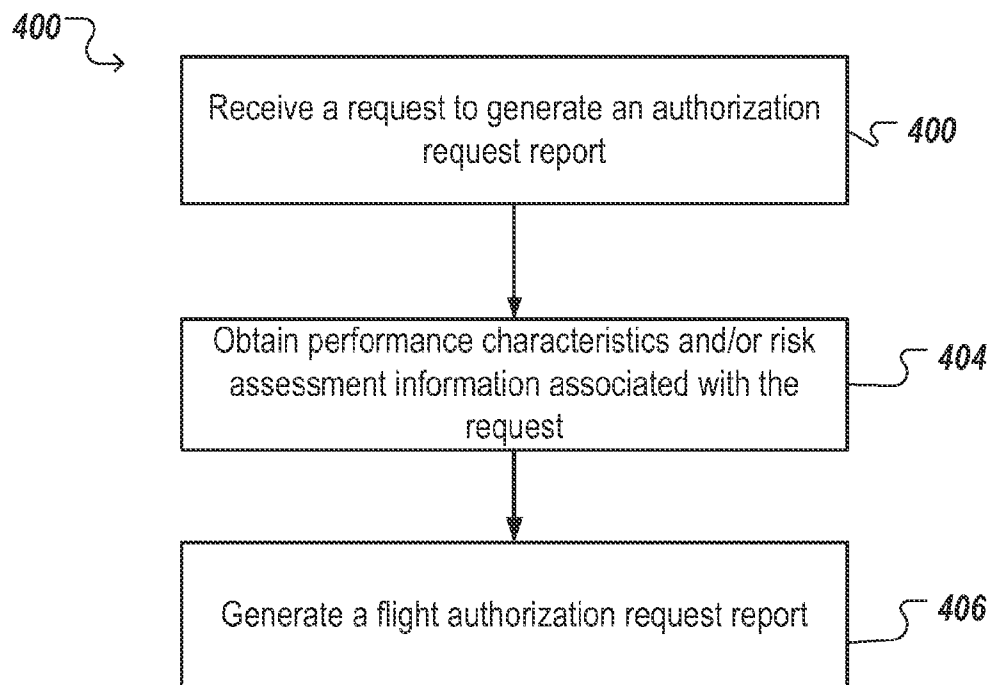 400
Receive a request to generate an authorization
request report
400
Obtain performance characteristics and/or risk
assessment information associated with the
request
404
Generate a flight authorization request report
406